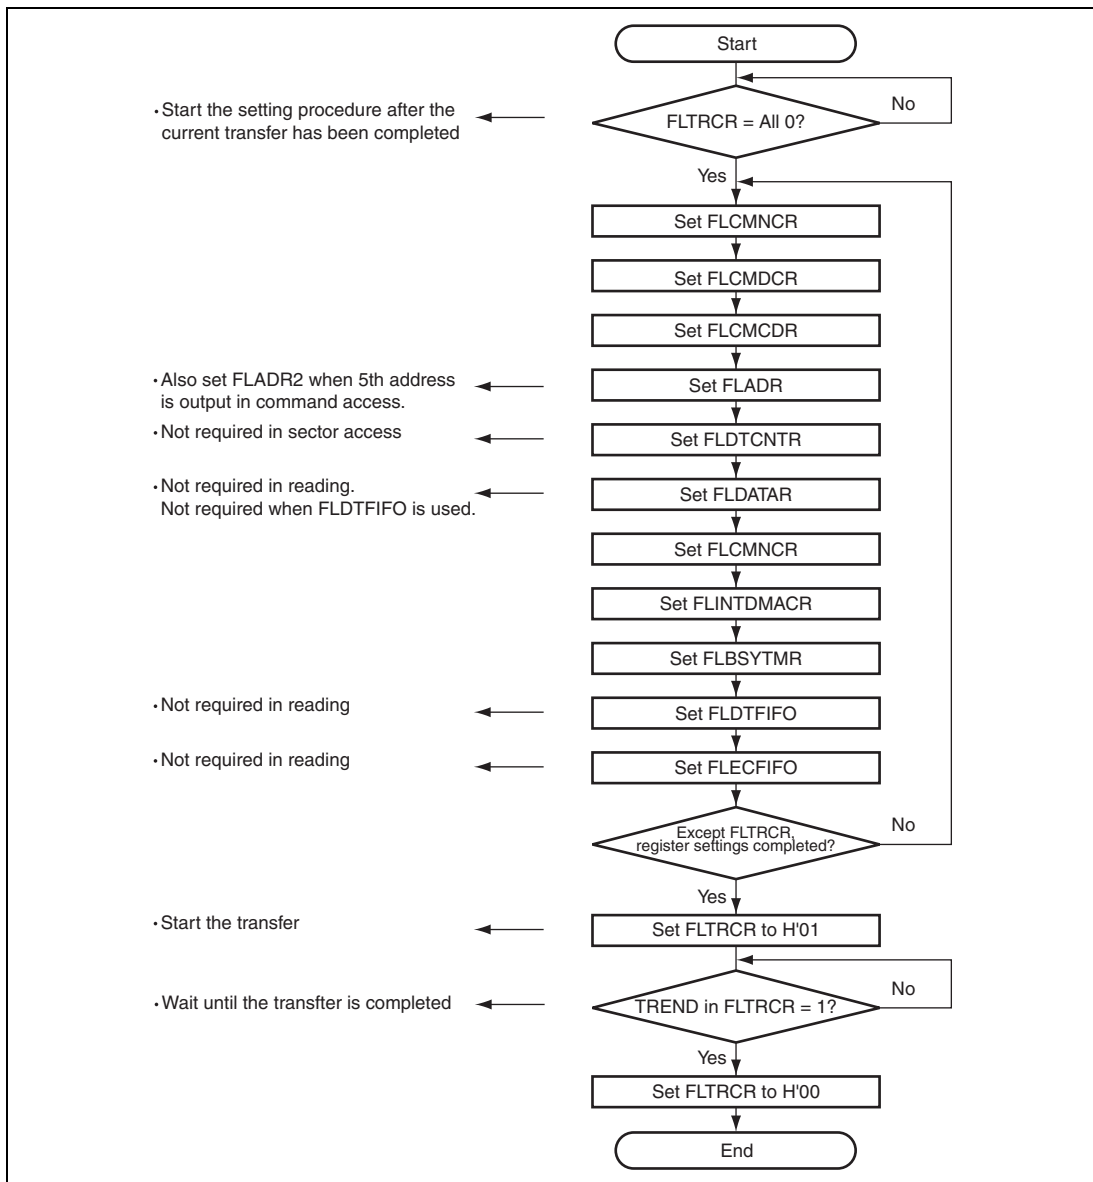 Start
No
• Start the setting procedure after the
current transfer has been completed
FLTRCR = All 0?
Yes
Set FLCMNCR
Set FLCMDCR
Set FLCMCDR
• Also set FLADR2 when 5th address
is output in command access.
Set FLADR
• Not required in sector access
Set FLDTCNTR
• Not required in reading.
Not required when FLDTFIFO is used.
Set FLDATAR
Set FLCMNCR
Set FLINTDMACR
Set FLBSYTMR
• Not required in reading
Set FLDTFIFO
• Not required in reading
Set FLECFIFO
Except FLTRCR,
register settings completed?
No
Yes
• Start the transfer
Set FLTRCR to H'01
No
• Wait until the transfter is completed
TREND in FLTRCR = 1?
Yes
Set FLTRCR to H'00
End